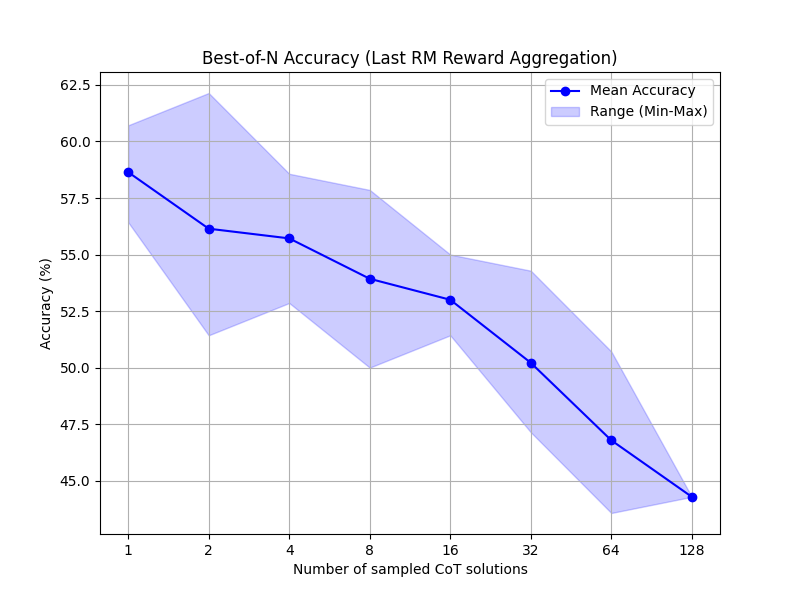 Best-of-N Accuracy (Last RM Reward Aggregation)
Mean Accuracy
Range (Min-Max)
Accuracy (%)
62.5
60.0
57.5
55.0
52.5
50.0
47.5
45.0
1 2 4 8 16 32 64 128
Number of sampled CoT solutions